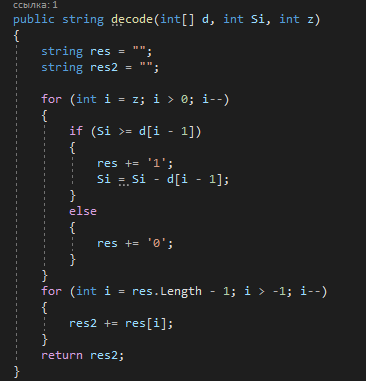 ссылка: 1
public string decode(int[] d, int Si, int z)
{
    string res = "";
    string res2 = "";

    for (int i = z; i > 0; i--)
    {
        if (Si >= d[i - 1])
        {
            res += '1';
            Si = Si - d[i - 1];
        }
        else
        {
            res += '0';
        }
    }
    for (int i = res.Length - 1; i > -1; i--)
    {
        res2 += res[i];
    }
    return res2;
}